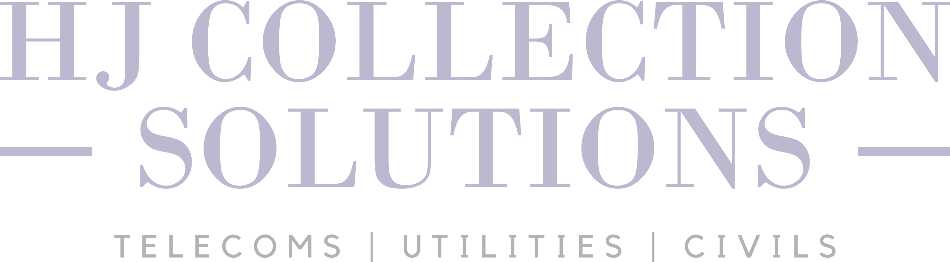 HJ COLLECTION
SOLUTIONS
TELECOMS | UTILITIES | CIVILS